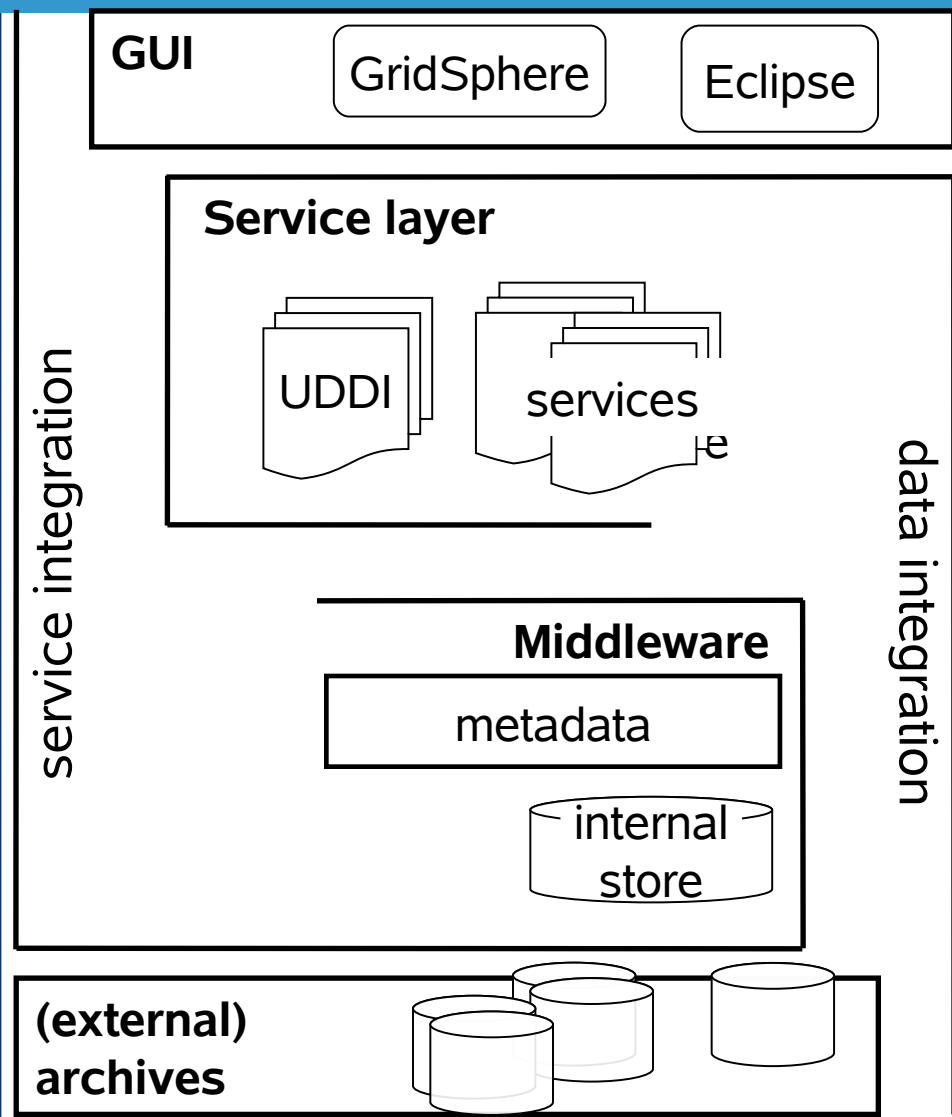 GUI
GridSphere
Eclipse
Service layer
UDDI
services
e
service integration
data integration
Middleware
metadata
internal
store
(external)
archives